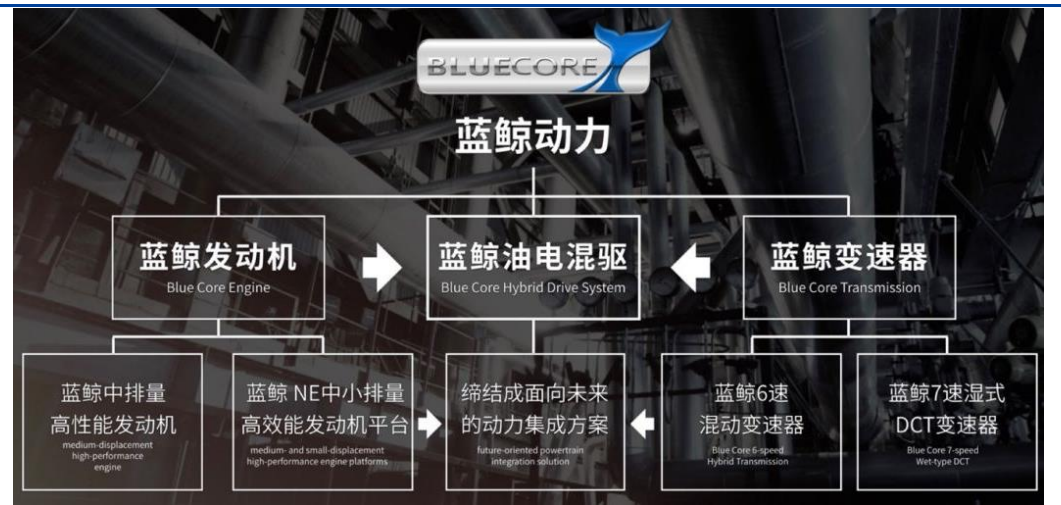 BLUECORE
蓝鲸动力
蓝鲸发动机
Blue Core Engine
蓝鲸油电混驱
Blue Core Hybrid Drive System
蓝鲸变速器
Blue Core Transmission
蓝鲸中排量
高性能发动机
medium-displacement
high-performance
engine
蓝鲸 NE中小排量
高效能发动机平台
medium- and small-displacement
high-performance engine platforms
缔结成面向未来
的动力集成方案
future-oriented powertrain
integration solution
蓝鲸6速
混动变速器
Blue Core 6-speed
Hybrid Transmission
蓝鲸7速湿式
DCT变速器
Blue Core 7-speed
Wet-type DCT